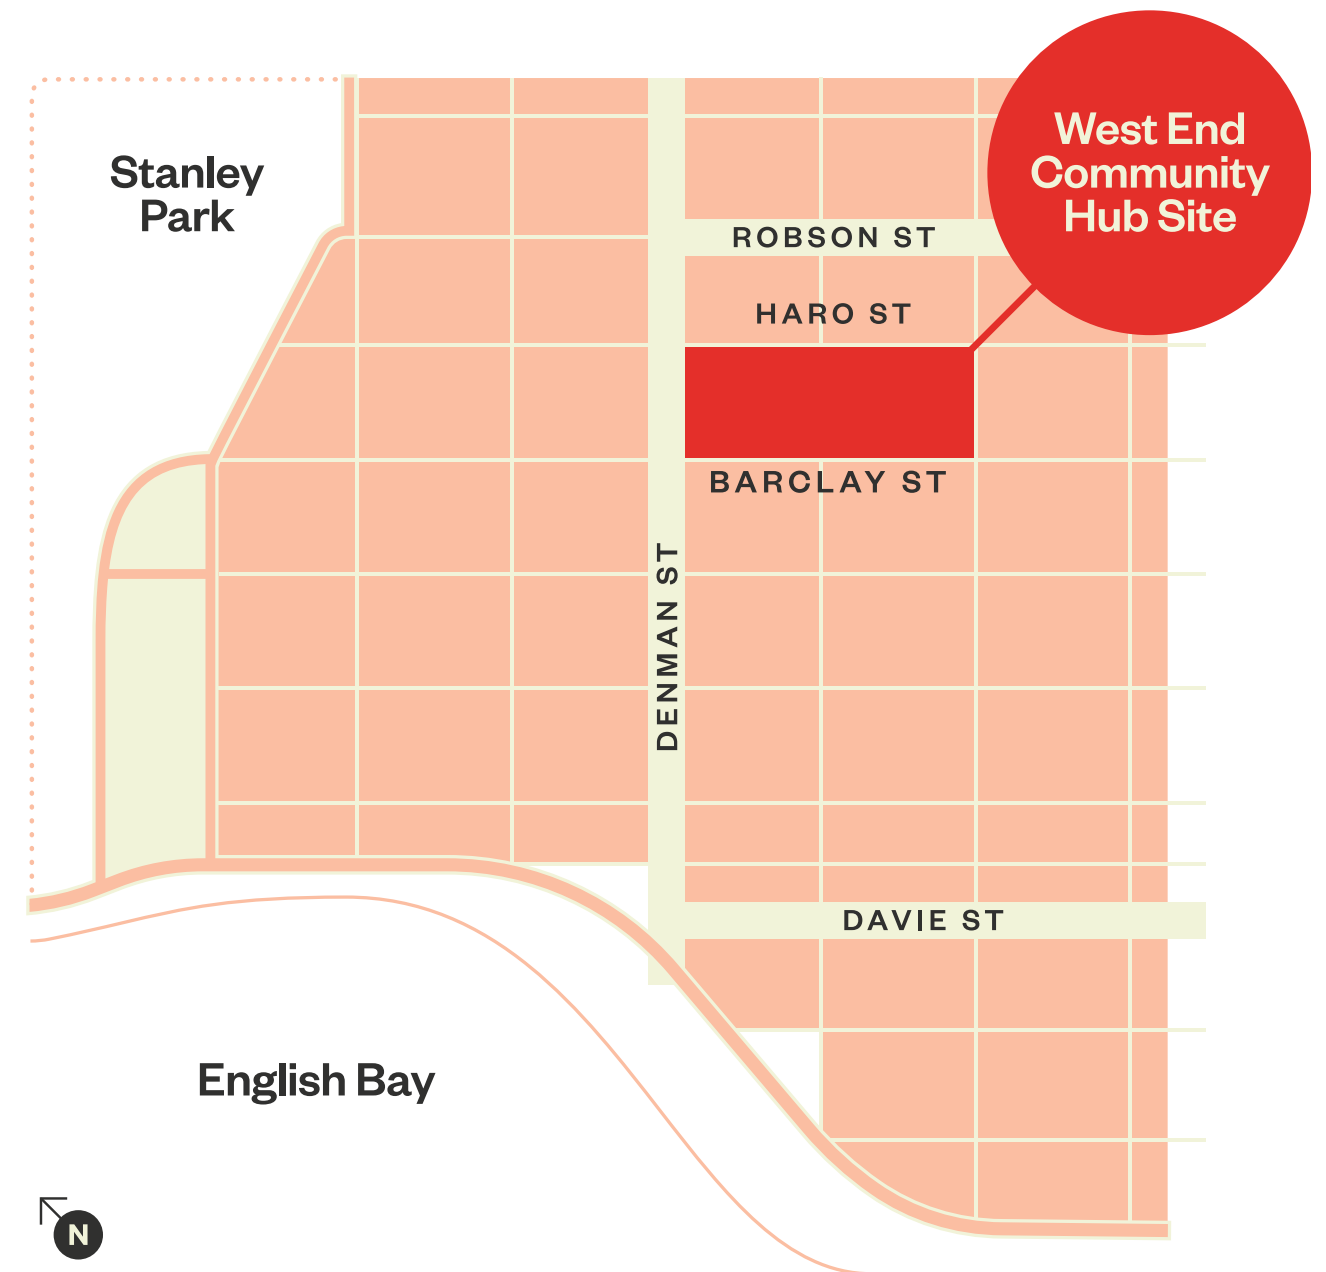 West End
Community
Hub Site
Stanley
Park
ROBSON ST
HARO ST
BARCLAY ST
DENMAN ST
DAVIE ST
English Bay
N